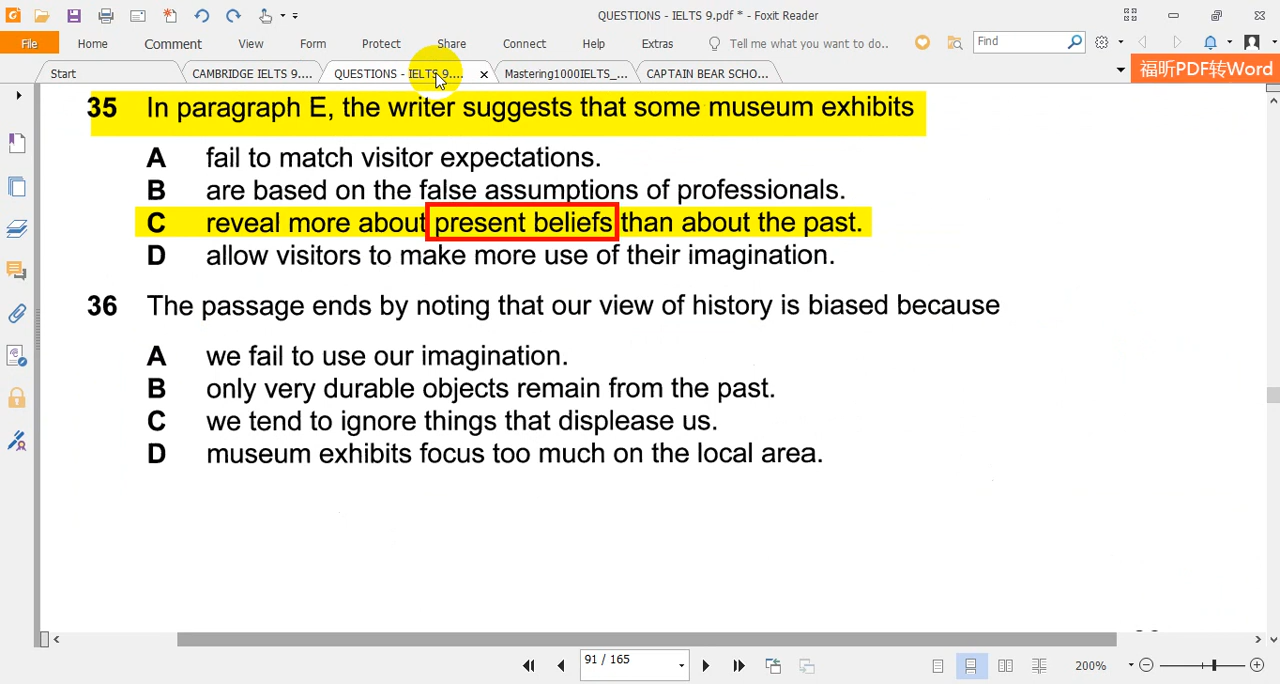 QUESTIONS - IELTS 9.pdf * - Foxit Reader
File Home Comment View Form Protect Share Connect Help Extras Tell me what you want to do.. Find
福昕PDF转Word
Start CAMBRIDGE IELTS 9.... QUESTIONS - IELTS 9.... Mastering1000IELTS_... CAPTAIN BEAR SCHO...
35 In paragraph E, the writer suggests that some museum exhibits
A fail to match visitor expectations.
B are based on the false assumptions of professionals.
C reveal more about present beliefs than about the past.
D allow visitors to make more use of their imagination.
36 The passage ends by noting that our view of history is biased because
A we fail to use our imagination.
B only very durable objects remain from the past.
C we tend to ignore things that displease us.
D museum exhibits focus too much on the local area.
91 / 165
200%